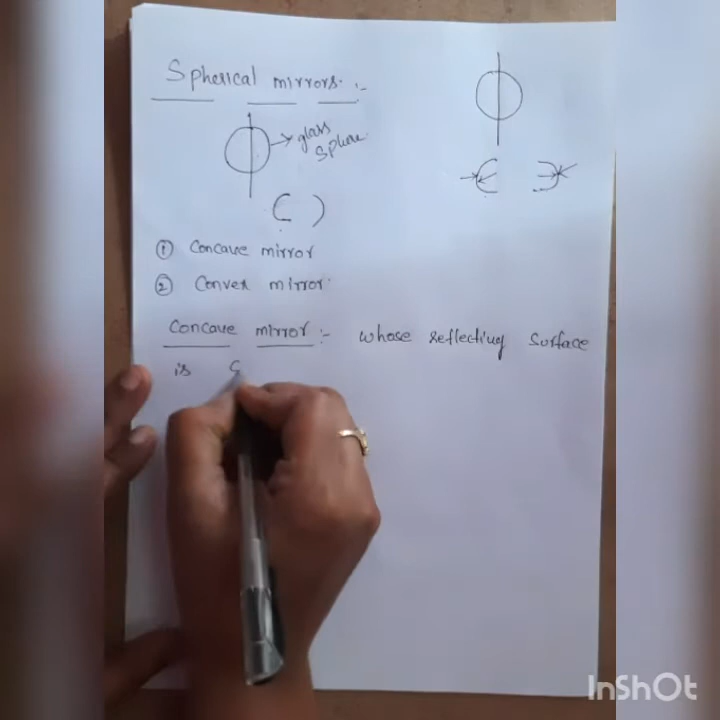 Spherical mirrors :-
glass
sphere
① Concave mirror
② Convex mirror
Concave mirror :- whose reflecting surface
is
InShOt